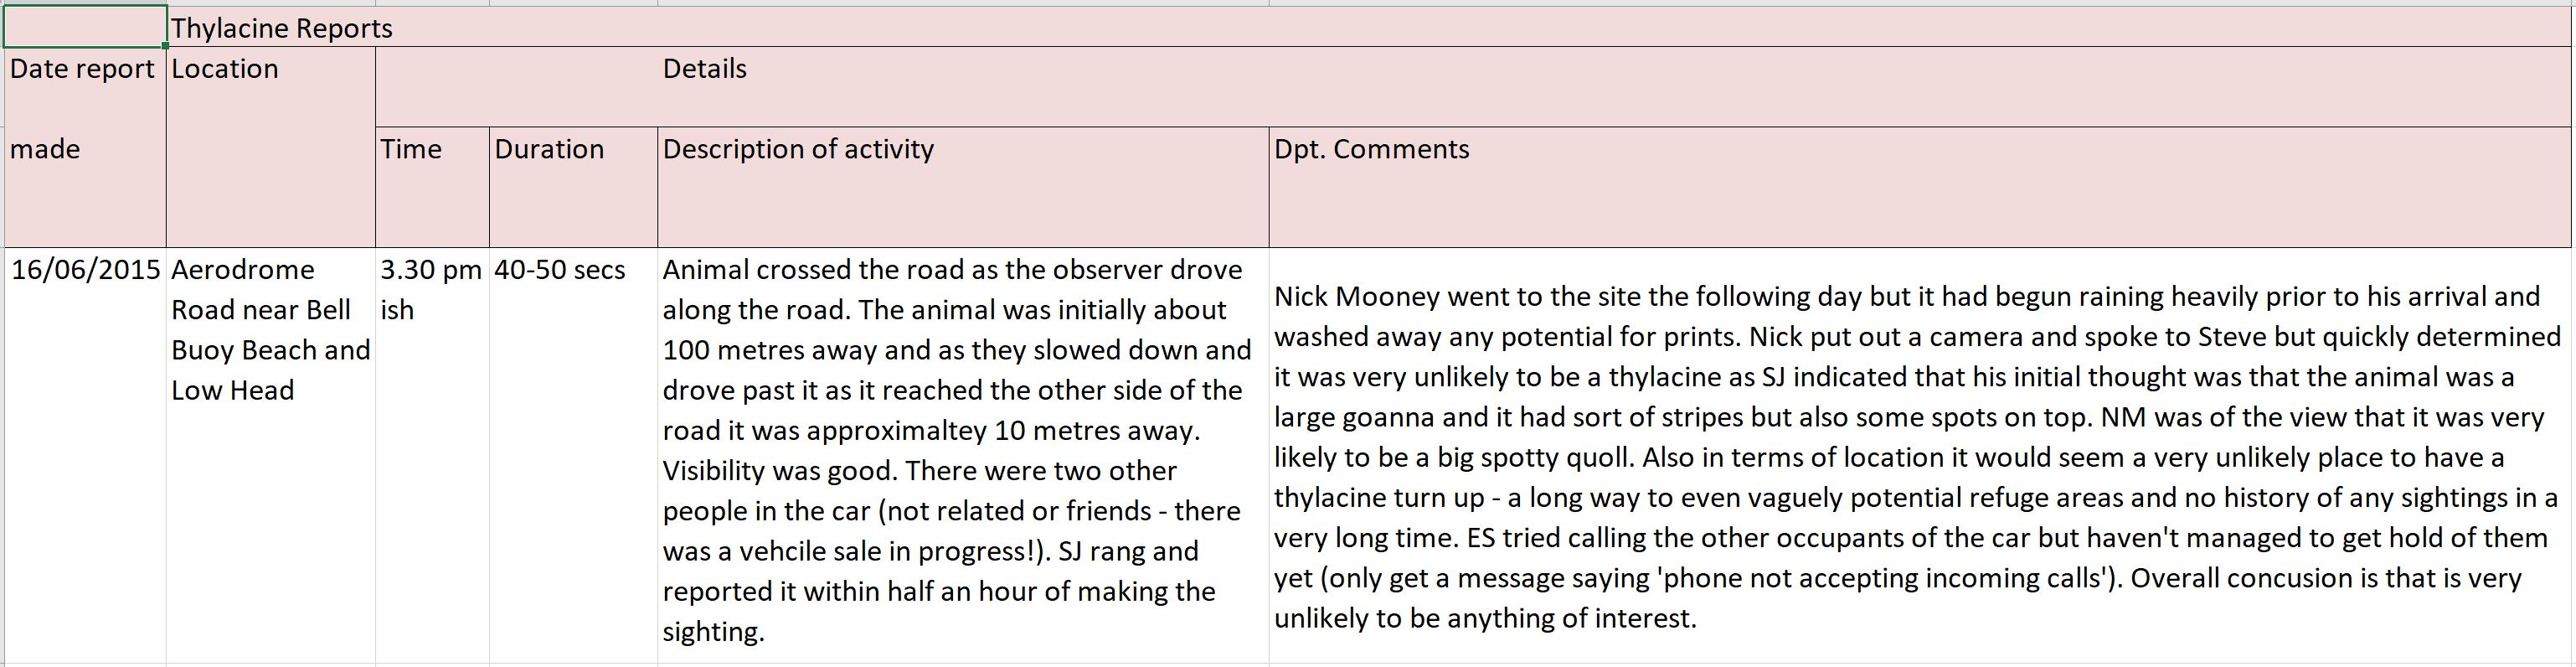 Thylacine Reports
Date report
made
Location
Details
Time
Duration
Description of activity
Dpt. Comments
16/06/2015
Aerodrome
Road near Bell
Buoy Beach and
Low Head
3.30 pm
ish
40-50 secs
Animal crossed the road as the observer drove
along the road. The animal was initially about
100 metres away and as they slowed down and
drove past it as it reached the other side of the
road it was approximaltey 10 metres away.
Visibility was good. There were two other
people in the car (not related or friends - there
was a vehcile sale in progress!). SJ rang and
reported it within half an hour of making the
sighting.
Nick Mooney went to the site the following day but it had begun raining heavily prior to his arrival and
washed away any potential for prints. Nick put out a camera and spoke to Steve but quickly determined
it was very unlikely to be a thylacine as SJ indicated that his initial thought was that the animal was a
large goanna and it had sort of stripes but also some spots on top. NM was of the view that it was very
likely to be a big spotty quoll. Also in terms of location it would seem a very unlikely place to have a
thylacine turn up - a long way to even vaguely potential refuge areas and no history of any sightings in a
very long time. ES tried calling the other occupants of the car but haven't managed to get hold of them
yet (only get a message saying 'phone not accepting incoming calls'). Overall concusion is that is very
unlikely to be anything of interest.